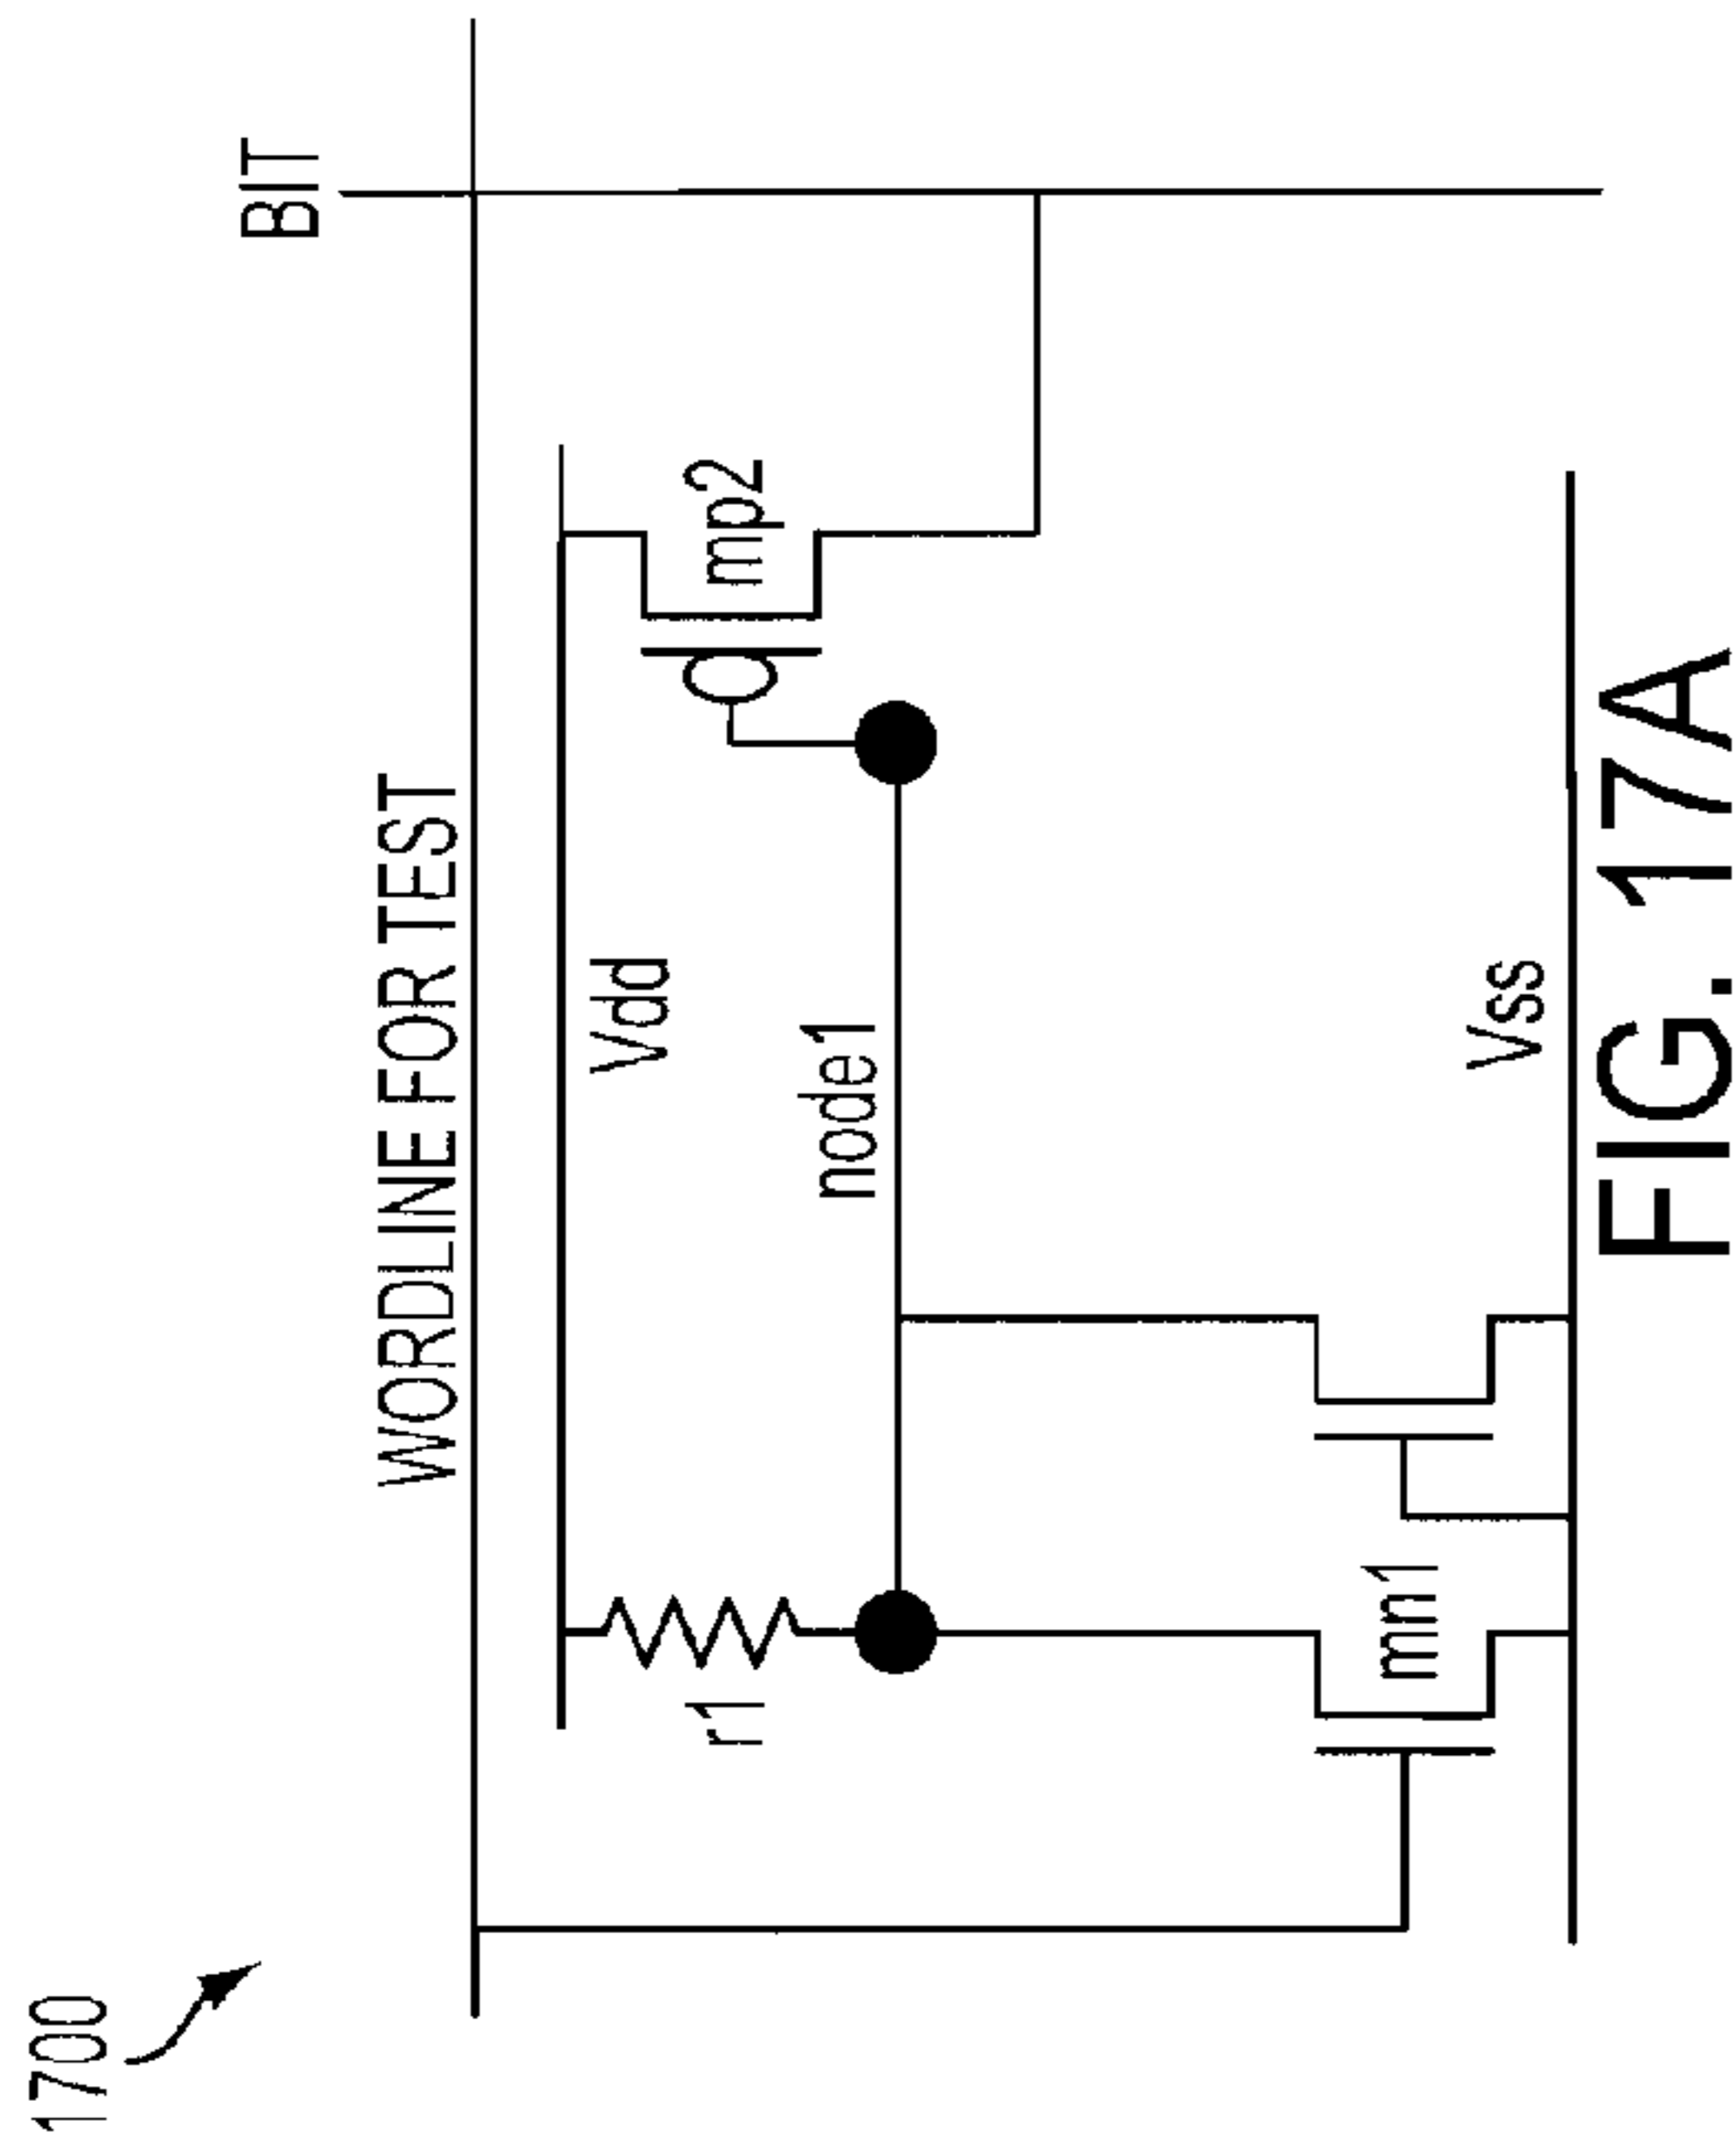 1700
BIT
WORDLINE FOR TEST
Vdd
r1
mp2
node1
mn1
Vss
FIG. 17A